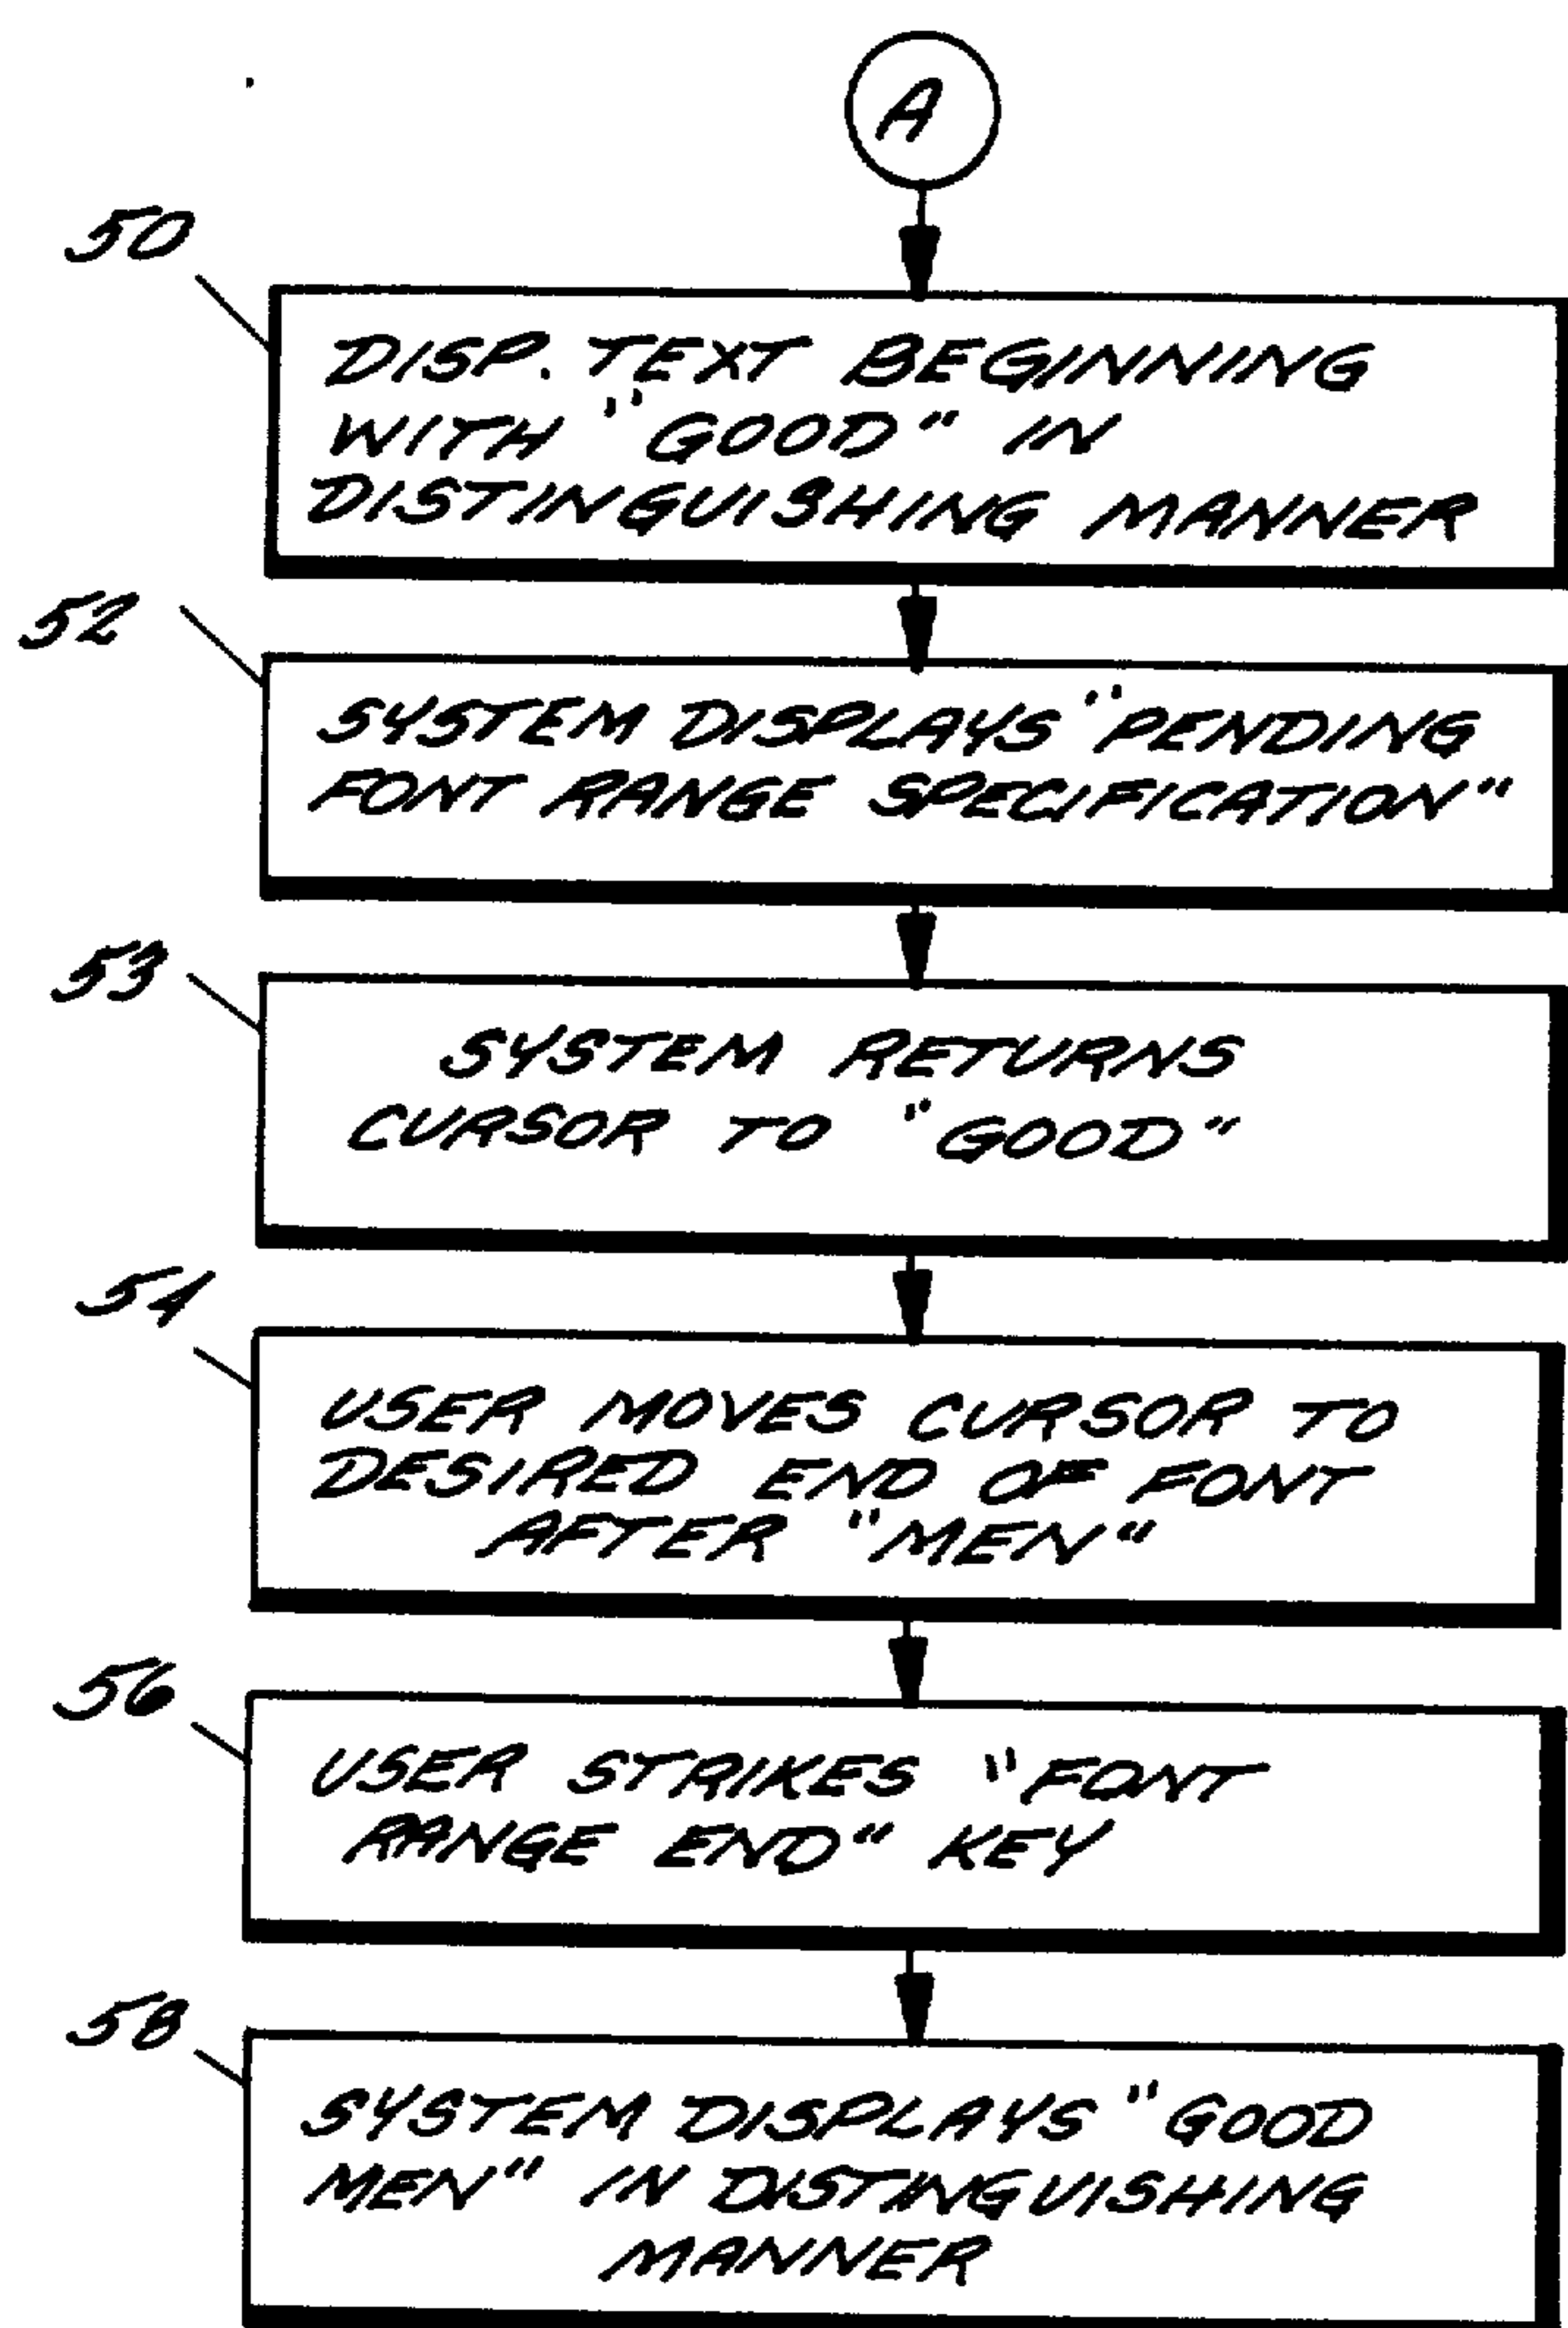 A
50
DISP. TEXT BEGINNING
WITH "GOOD" IN
DISTINGUISHING MANNER
52
SYSTEM DISPLAYS "PENDING
FONT RANGE SPECIFICATION"
53
SYSTEM RETURNS
CURSOR TO "GOOD"
54
USER MOVES CURSOR TO
DESIRED END OF FONT
AFTER "MEN"
56
USER STRIKES "FONT
RANGE END" KEY
58
SYSTEM DISPLAYS "GOOD
MEN" IN DISTINGUISHING
MANNER